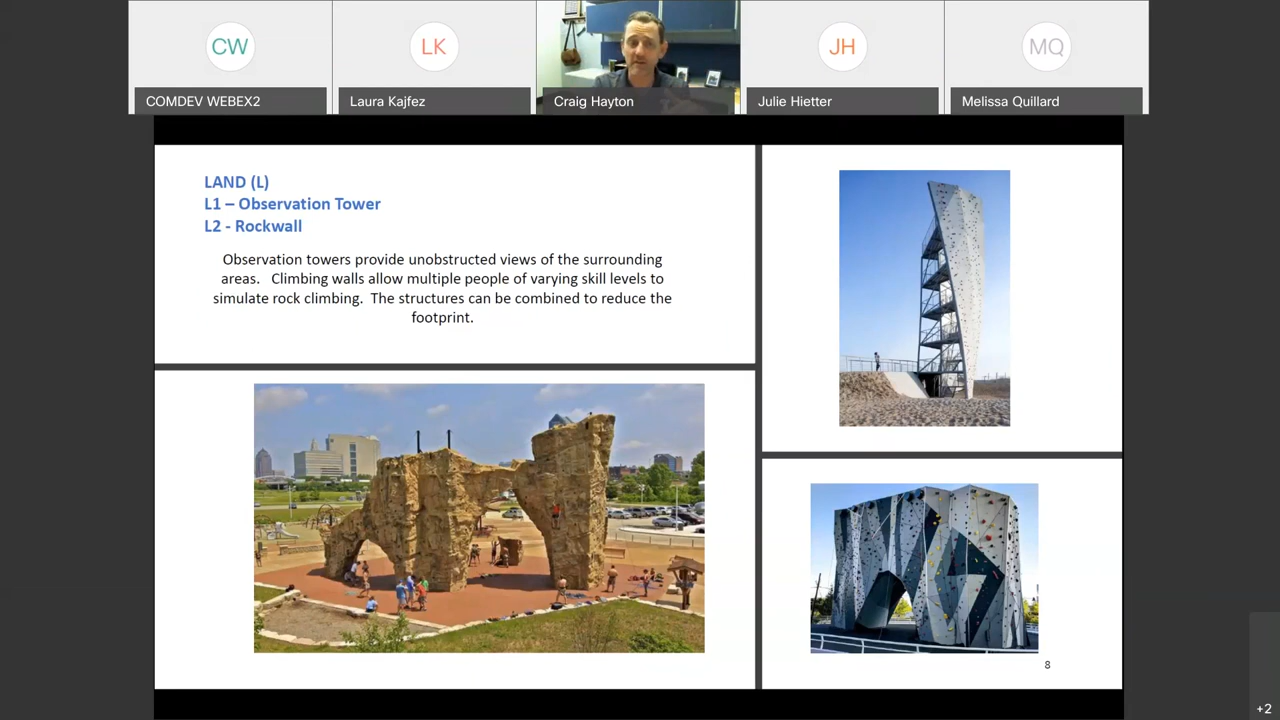 CW
LK
JH
MQ
COMDEV WEBEX2
Laura Kajfez
Craig Hayton
Julie Hietter
Melissa Quillard
LAND (L)
L1 – Observation Tower
L2 - Rockwall
Observation towers provide unobstructed views of the surrounding
areas. Climbing walls allow multiple people of varying skill levels to
simulate rock climbing. The structures can be combined to reduce the
footprint.
8
+2